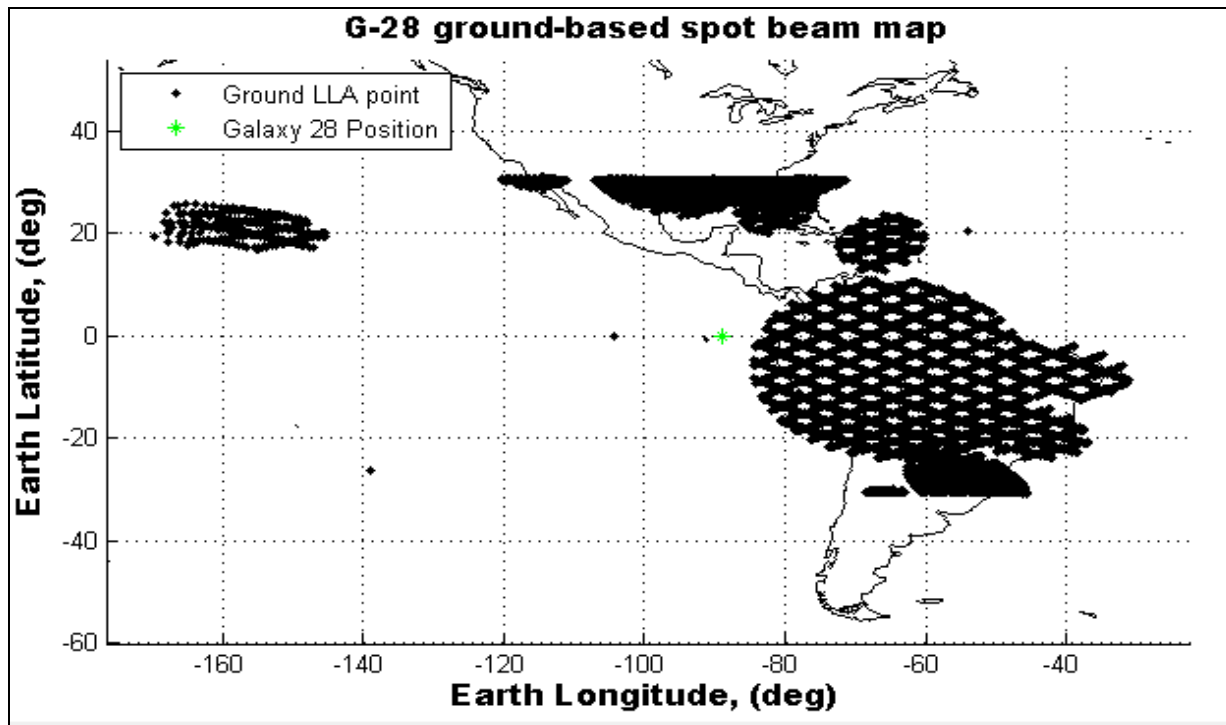 G-28 ground-based spot beam map
Ground LLA point
Galaxy 28 Position
Earth Latitude, (deg)
40
20
0
-20
-40
-60
-160 -140 -120 -100 -80 -60 -40
Earth Longitude, (deg)